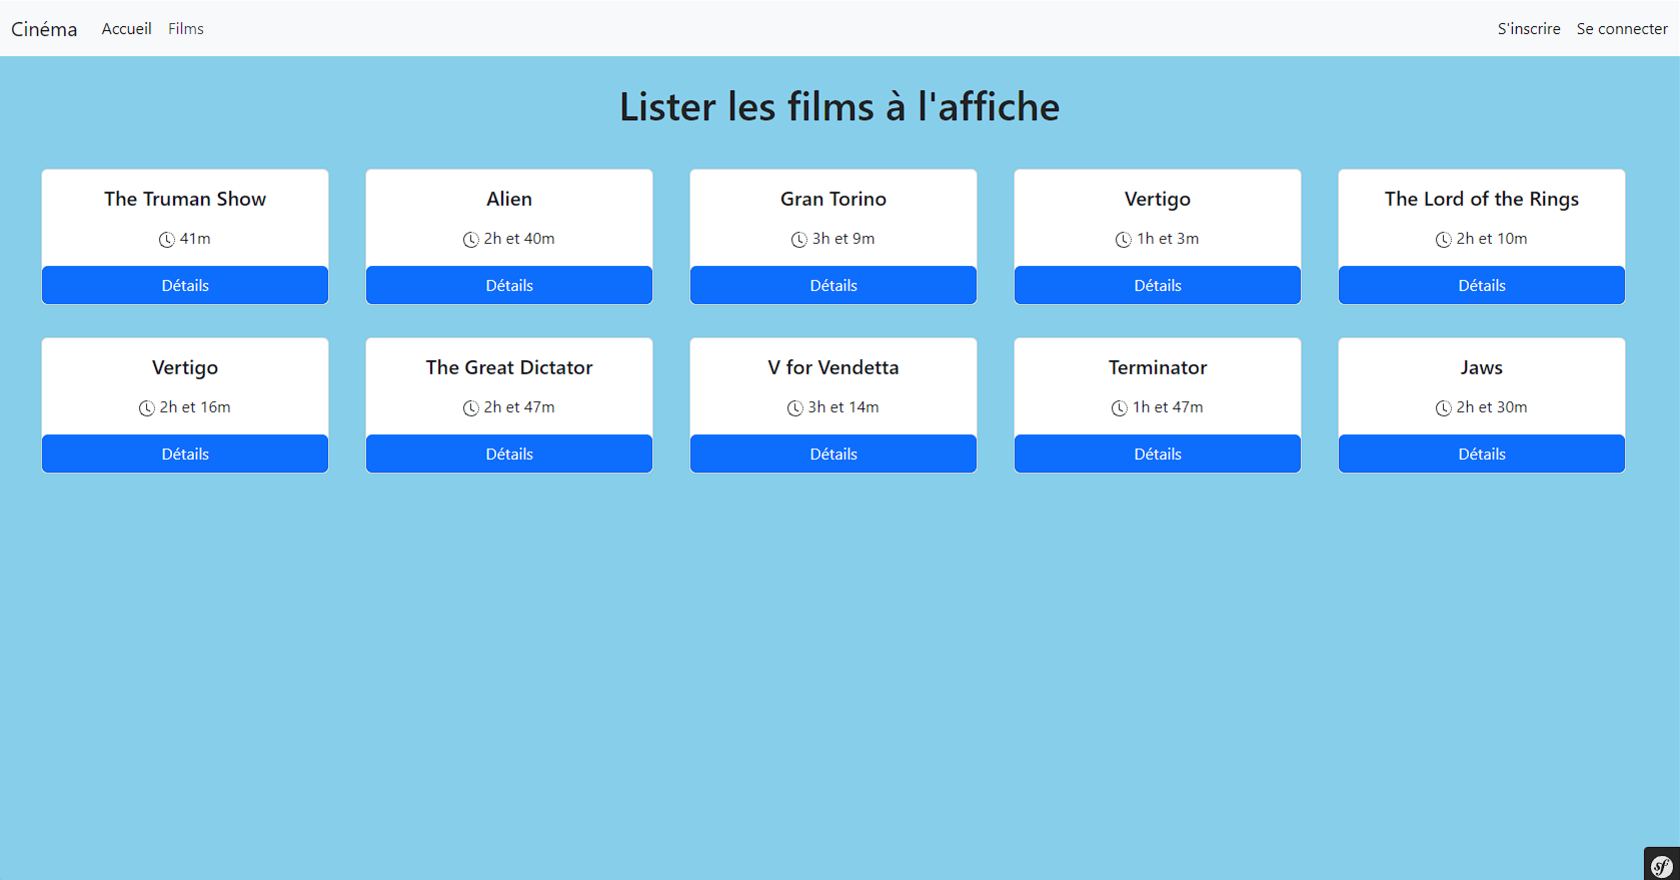 Cinéma Accueil Films S'inscrire Se connecter
Lister les films à l'affiche
The Truman Show
41m
Détails
Alien
2h et 40m
Détails
Gran Torino
3h et 9m
Détails
Vertigo
1h et 3m
Détails
The Lord of the Rings
2h et 10m
Détails
Vertigo
2h et 16m
Détails
The Great Dictator
2h et 47m
Détails
V for Vendetta
3h et 14m
Détails
Terminator
1h et 47m
Détails
Jaws
2h et 30m
Détails
sf